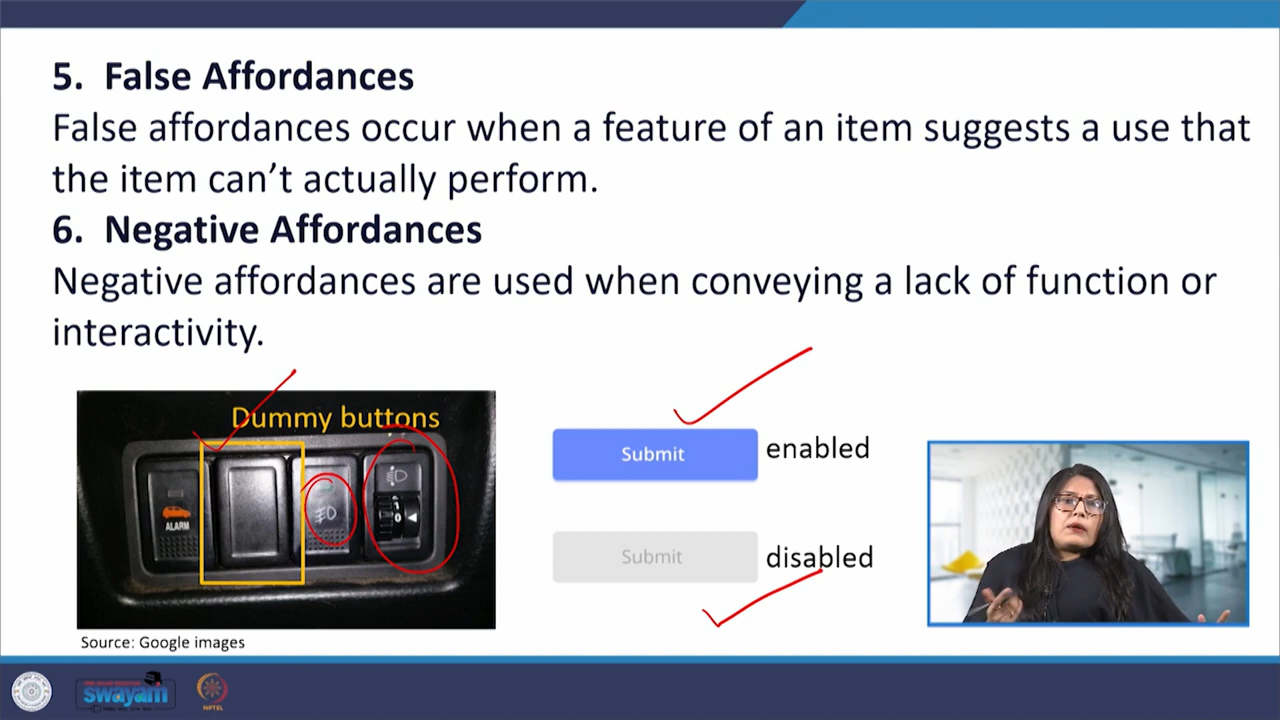 5. False Affordances
False affordances occur when a feature of an item suggests a use that
the item can't actually perform.
6. Negative Affordances
Negative affordances are used when conveying a lack of function or
interactivity.
Dummy buttons
ALARM
0
Submit enabled
Submit disabled
Source: Google images
swayam
NPTEL